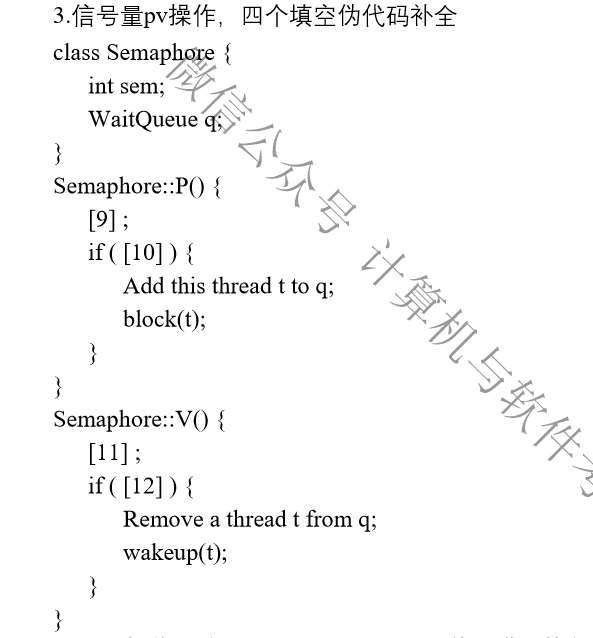 3.信号量pv操作，四个填空伪代码补全
class Semaphore {
int sem;
WaitQueue q;
}
Semaphore::P() {
[9] ;
if ( [10] ) {
Add this thread t to q;
block(t);
}
}
Semaphore::V() {
[11] ;
if ( [12] ) {
Remove a thread t from q;
wakeup(t);
}
}
微信公众号 计算机与软件考